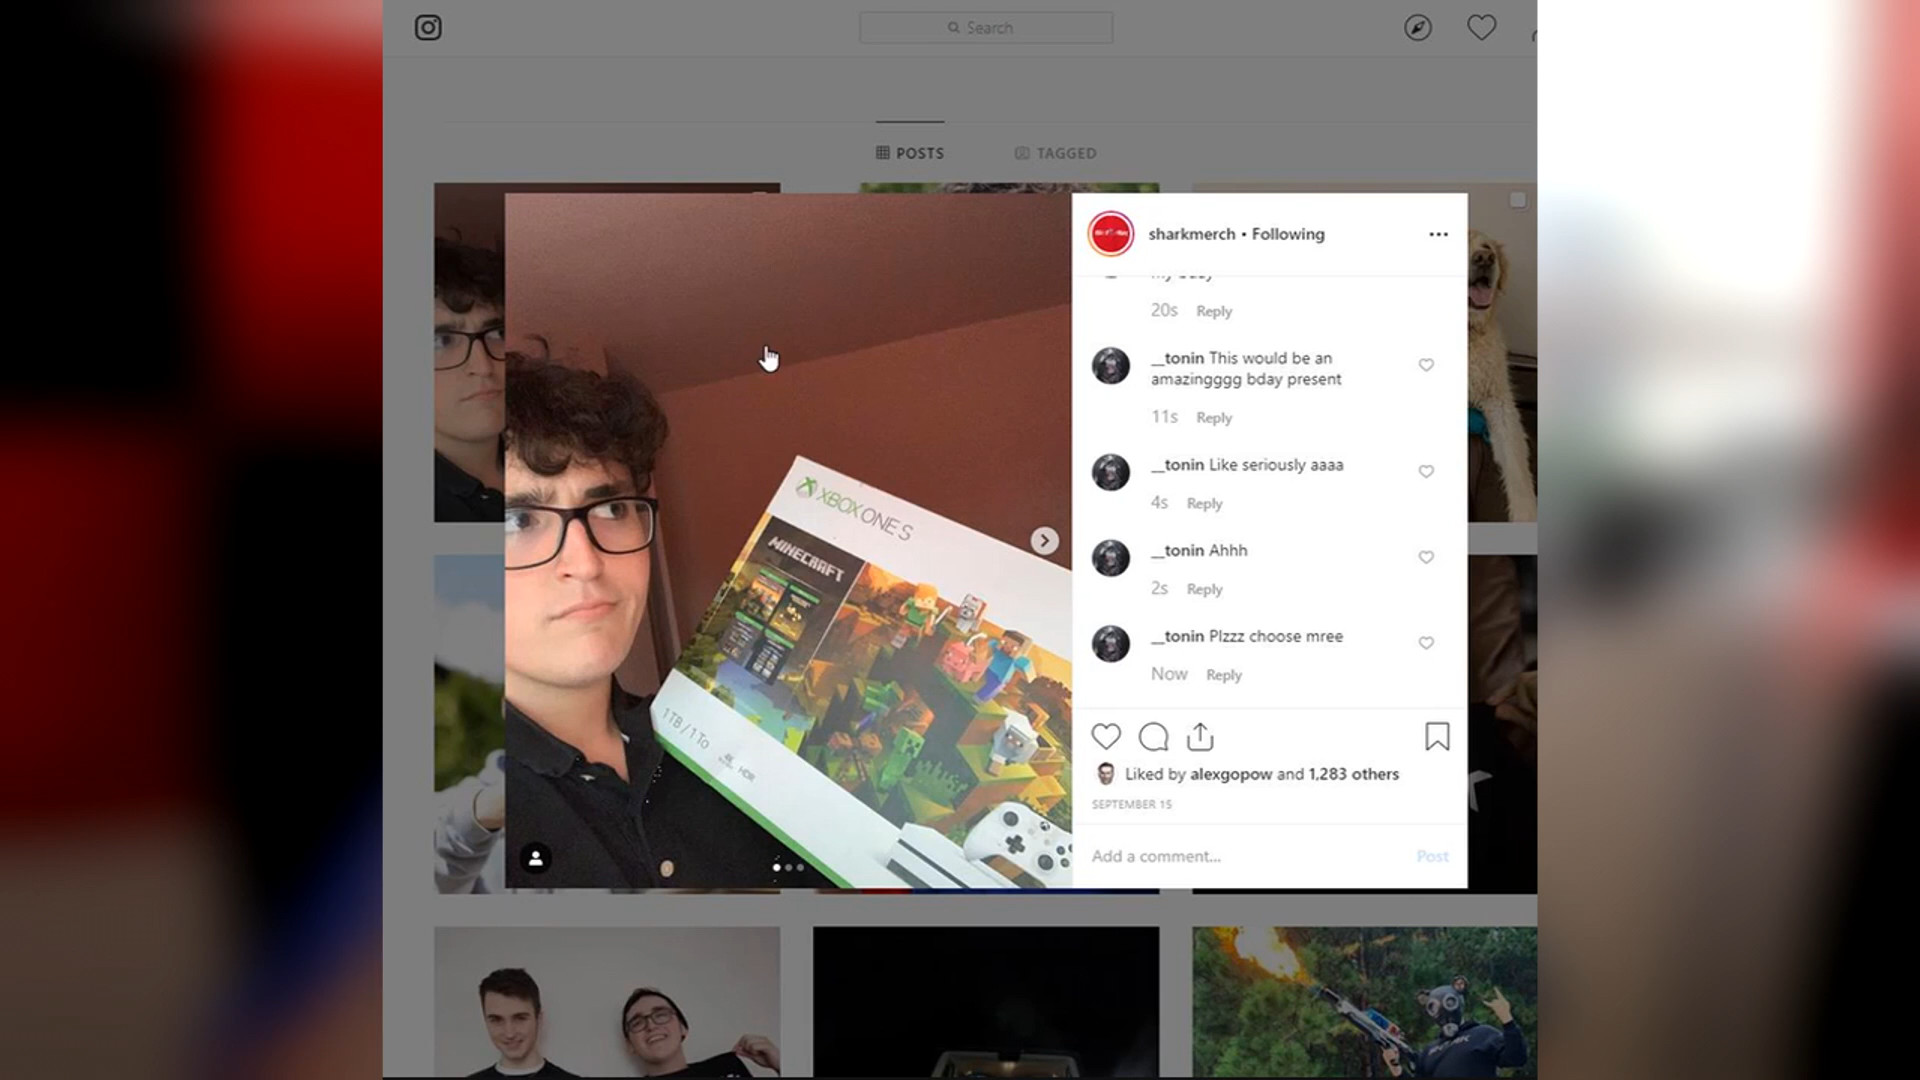 Search
POSTS
TAGGED
sharkmerch • Following
20s Reply
__tonin This would be an
amazingggg bday present
11s Reply
__tonin Like seriously aaaa
4s Reply
__tonin Ahhh
2s Reply
__tonin Plzzz choose mree
Now Reply
Liked by alexgopow and 1,283 others
SEPTEMBER 15
Add a comment... Post
XBOX ONE S
MINECRAFT
1TB/1To
4K HDR